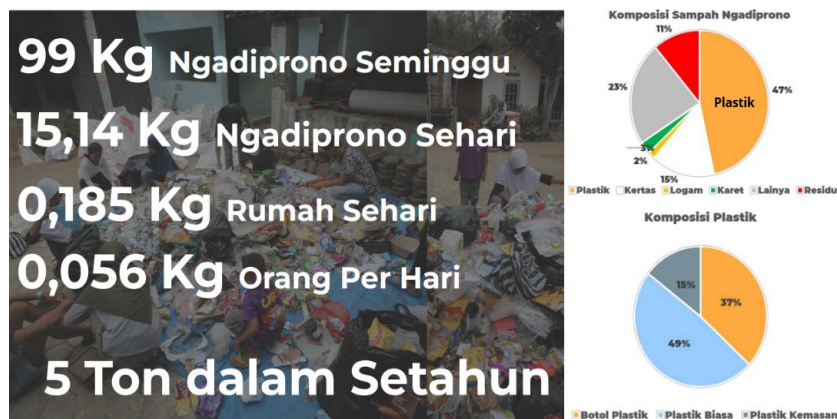 99 Kg Ngadiprono Seminggu
15,14 Kg Ngadiprono Sehari
0,185 Kg Rumah Sehari
0,056 Kg Orang Per Hari
5 Ton dalam Setahun
Komposisi Sampah Ngadiprono
11%
47%
23%
Plastik
3%
2%
15%
Plastik Kertas Logam Karet Lainya Residu
Komposisi Plastik
15%
37%
49%
Botol Plastik Plastik Biasa Plastik Kemasan